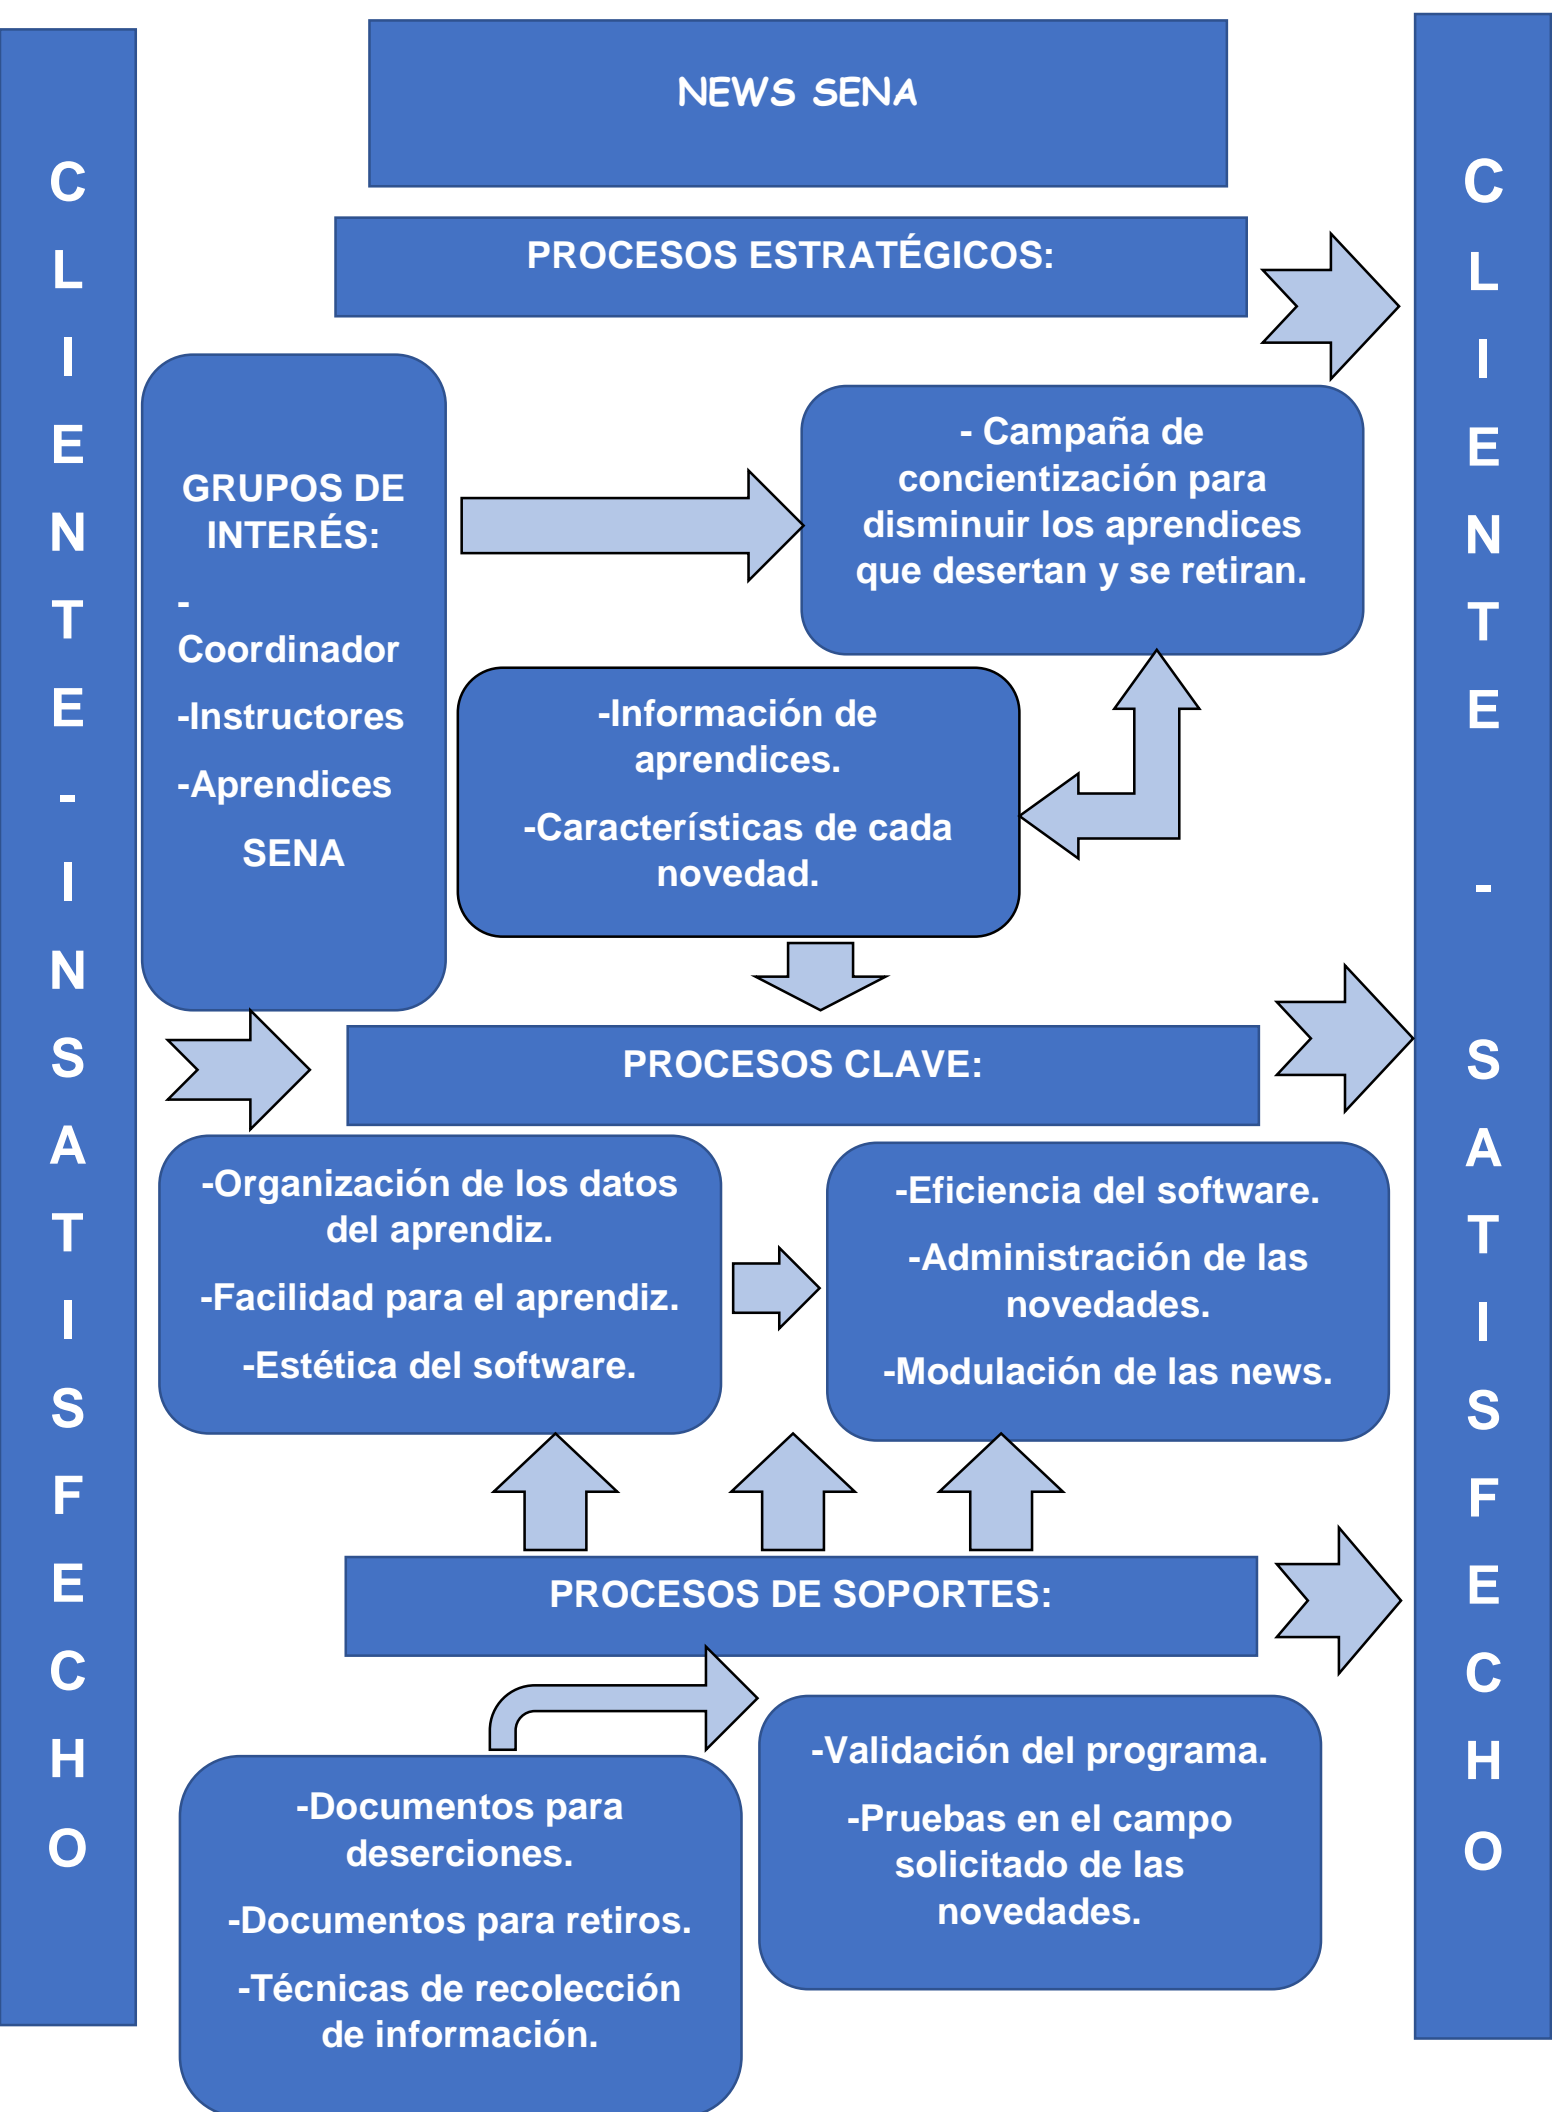 NEWS SENA
C
L
I
E
N
T
E
-
I
N
S
A
T
I
S
F
E
C
H
O
PROCESOS ESTRATÉGICOS:
GRUPOS DE
INTERÉS:
-
Coordinador
-Instructores
-Aprendices
SENA
- Campaña de
concientización para
disminuir los aprendices
que desertan y se retiran.
-Información de
aprendices.
-Características de cada
novedad.
PROCESOS CLAVE:
-Organización de los datos
del aprendiz.
-Facilidad para el aprendiz.
-Estética del software.
-Eficiencia del software.
-Administración de las
novedades.
-Modulación de las news.
PROCESOS DE SOPORTES:
-Documentos para
deserciones.
-Documentos para retiros.
-Técnicas de recolección
de información.
-Validación del programa.
-Pruebas en el campo
solicitado de las
novedades.
C
L
I
E
N
T
E
-
S
A
T
I
S
F
E
C
H
O